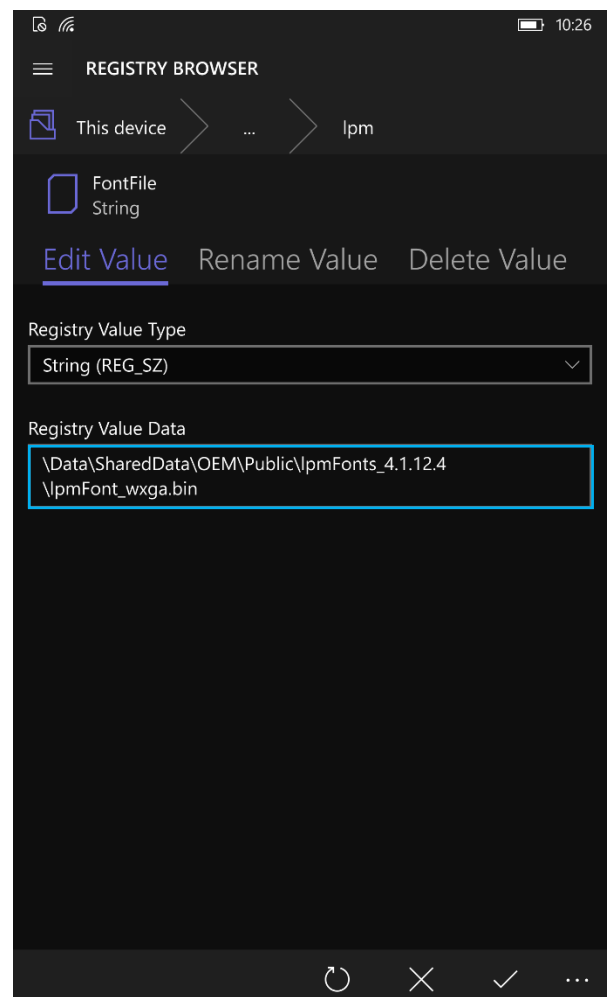 10:26
REGISTRY BROWSER
This device ... lpm
FontFile
String
Edit Value Rename Value Delete Value
Registry Value Type
String (REG_SZ)
Registry Value Data
\Data\SharedData\OEM\Public\lpmFonts_4.1.12.4
\lpmFont_wxga.bin